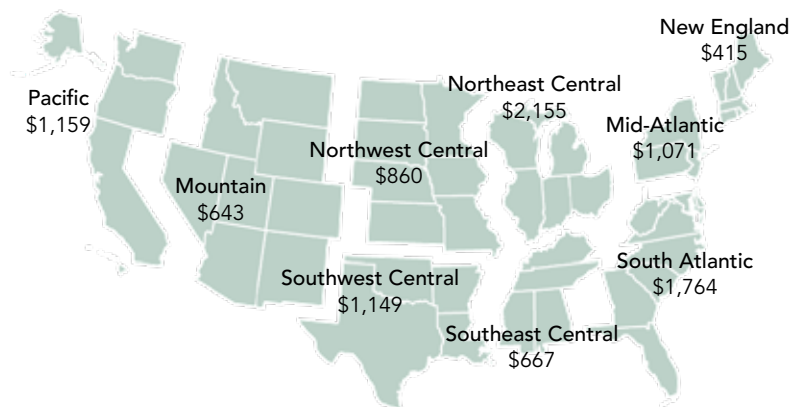 New England
$415
Northeast Central
$2,155
Pacific
$1,159
Mid-Atlantic
$1,071
Northwest Central
$860
Mountain
$643
South Atlantic
$1,764
Southwest Central
$1,149
Southeast Central
$667